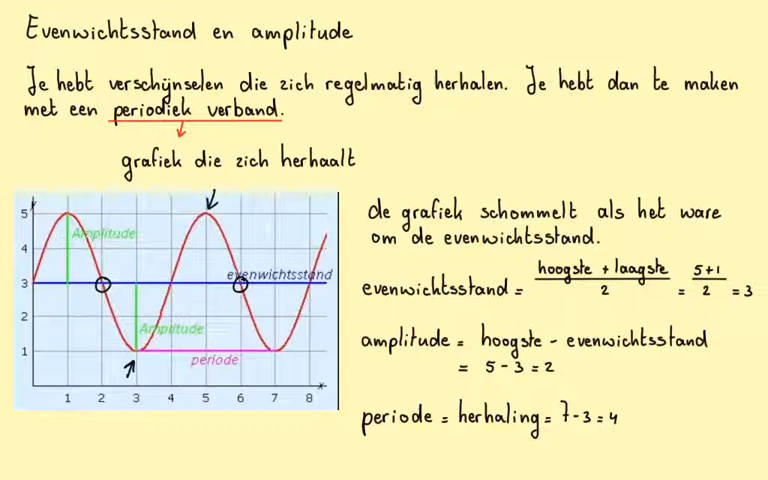 Evenwichtsstand en amplitude
Je hebt verschijnselen die zich regelmatig herhalen. Je hebt dan te maken
met een periodiek verband.
grafiek die zich herhaalt
y
5
4
3
2
1
Amplitude
evenwichtsstand
Amplitude
periode
x
1 2 3 4 5 6 7 8
de grafiek schommelt als het ware
om de evenwichtsstand.
evenwichtsstand = (hoogste + laagste)/2 = (5+1)/2 = 3
amplitude = hoogste - evenwichtsstand
= 5 - 3 = 2
periode = herhaling = 7 - 3 = 4